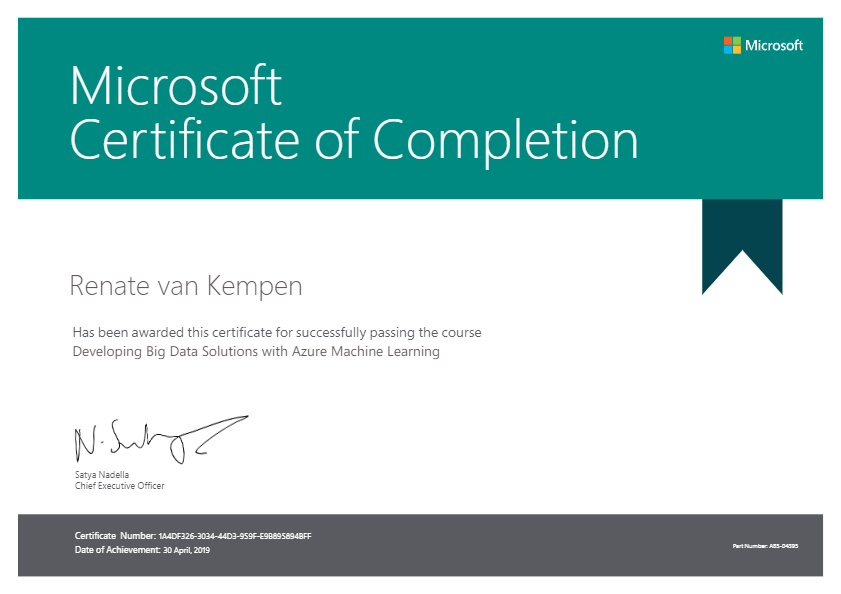 Microsoft
Microsoft
Certificate of Completion
Renate van Kempen
Has been awarded this certificate for successfully passing the course
Developing Big Data Solutions with Azure Machine Learning
Satya Nadella
Chief Executive Officer
Certificate Number: 1A4DF326-3034-44D3-959F-E9B895894BFF
Date of Achievement: 30 April, 2019
Part Number: A85-04395